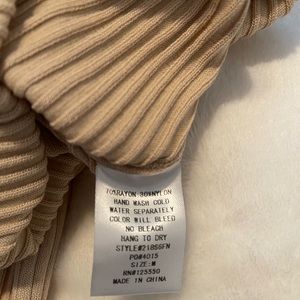 70%RAYON 30%NYLON
HAND WASH COLD
WATER SEPARATELY
COLOR WILL BLEED
NO BLEACH
HANG TO DRY
STYLE#21866FN
PO#4015
SIZE:M
RN#125550
MADE IN CHINA